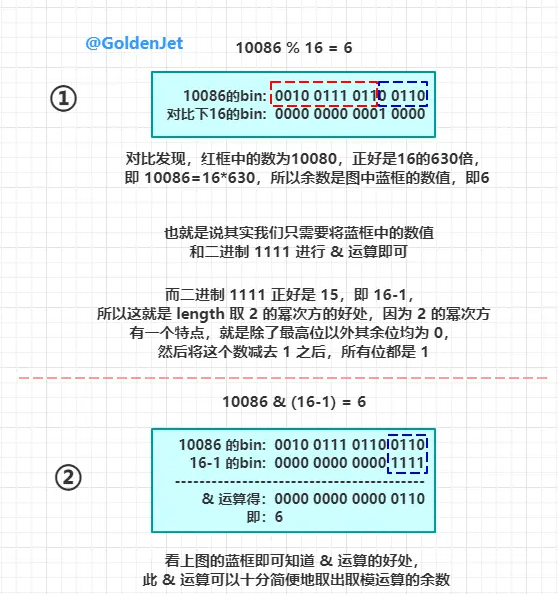 @GoldenJet
10086 % 16 = 6
①
10086的bin: 0010 0111 0110 0110
对比下16的bin: 0000 0000 0001 0000
对比发现，红框中的数为10080，正好是16的630倍，
即 10086=16*630，所以余数是图中蓝框的数值，即6
也就是说其实我们只需要将蓝框中的数值
和二进制 1111 进行 & 运算即可
而二进制 1111 正好是 15，即 16-1，
所以这就是 length 取 2 的幂次方的好处，因为 2 的幂次方
有一个特点，就是除了最高位以外其余位均为 0，
然后将这个数减去 1 之后，所有位都是 1
10086 & (16-1) = 6
②
10086 的bin: 0010 0111 0110 0110
16-1 的bin: 0000 0000 0000 1111
& 运算得: 0000 0000 0000 0110
即: 6
看上图的蓝框即可知道 & 运算的好处，
此 & 运算可以十分简便地取出取模运算的余数